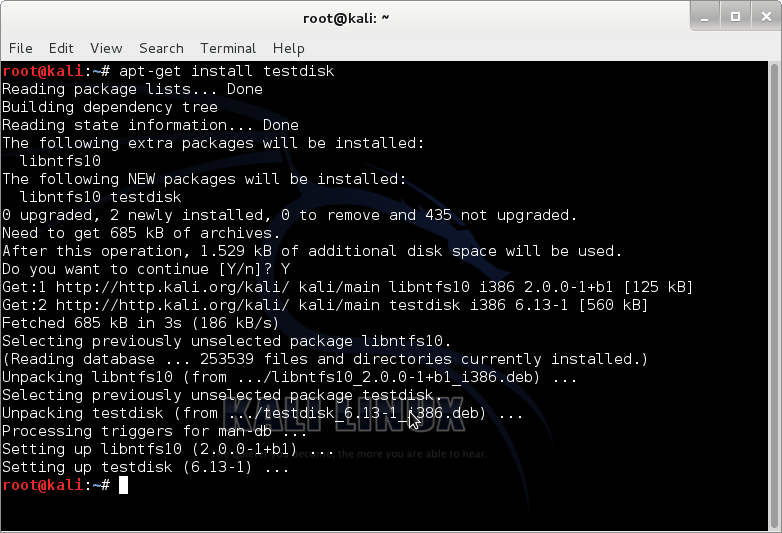 root@kali: ~
File Edit View Search Terminal Help
root@kali:~# apt-get install testdisk
Reading package lists... Done
Building dependency tree
Reading state information... Done
The following extra packages will be installed:
  libntfs10
The following NEW packages will be installed:
  libntfs10 testdisk
0 upgraded, 2 newly installed, 0 to remove and 435 not upgraded.
Need to get 685 kB of archives.
After this operation, 1.529 kB of additional disk space will be used.
Do you want to continue [Y/n]? Y
Get:1 http://http.kali.org/kali/ kali/main libntfs10 i386 2.0.0-1+b1 [125 kB]
Get:2 http://http.kali.org/kali/ kali/main testdisk i386 6.13-1 [560 kB]
Fetched 685 kB in 3s (186 kB/s)
Selecting previously unselected package libntfs10.
(Reading database ... 253539 files and directories currently installed.)
Unpacking libntfs10 (from .../libntfs10_2.0.0-1+b1_i386.deb) ...
Selecting previously unselected package testdisk.
Unpacking testdisk (from .../testdisk_6.13-1_i386.deb) ...
KALI LINUX
Processing triggers for man-db ...
Setting up libntfs10 (2.0.0-1+b1) ...
you become, the more you are able to hear.
Setting up testdisk (6.13-1) ...
root@kali:~#